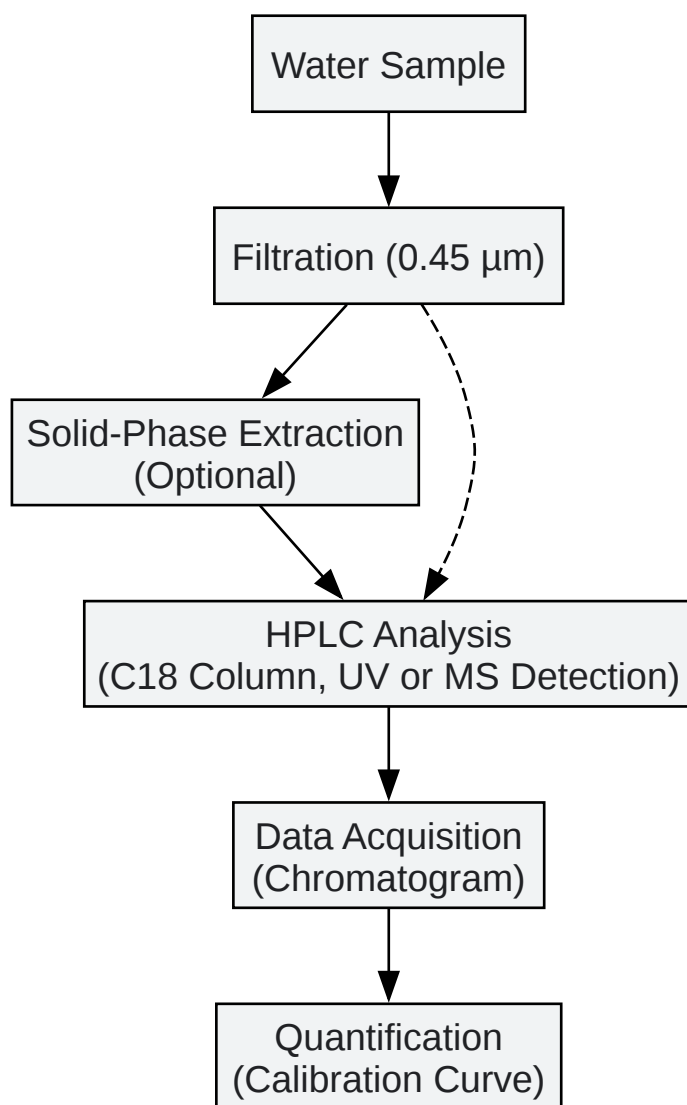 Water Sample
Filtration (0.45 µm)
Solid-Phase Extraction
(Optional)
HPLC Analysis
(C18 Column, UV or MS Detection)
Data Acquisition
(Chromatogram)
Quantification
(Calibration Curve)